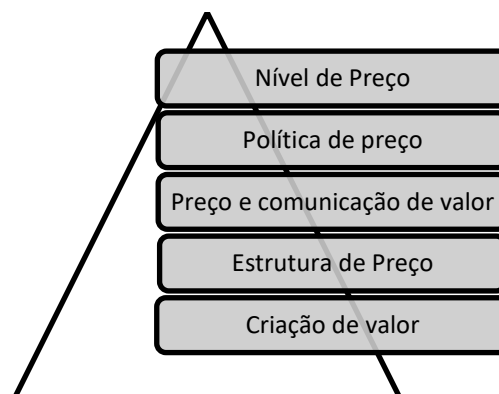 Nível de Preço
Política de preço
Preço e comunicação de valor
Estrutura de Preço
Criação de valor